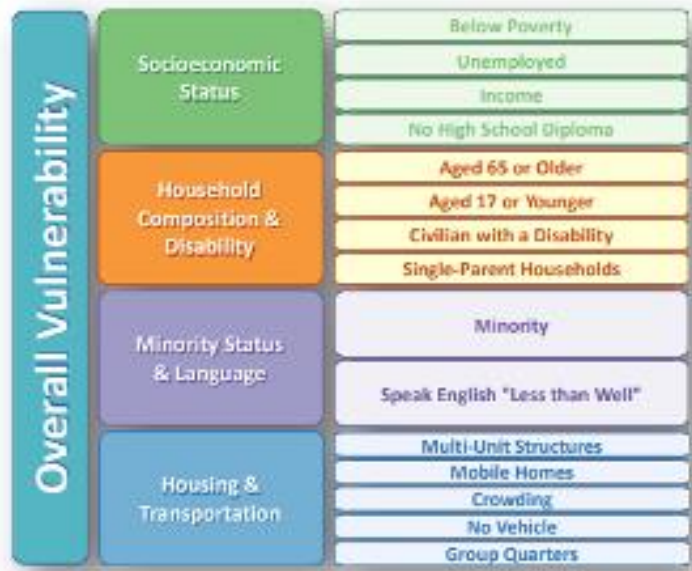 Overall Vulnerability
Socioeconomic
Status
Below Poverty
Unemployed
Income
No High School Diploma
Household
Composition &
Disability
Aged 65 or Older
Aged 17 or Younger
Civilian with a Disability
Single-Parent Households
Minority Status
& Language
Minority
Speak English "Less than Well"
Housing &
Transportation
Multi-Unit Structures
Mobile Homes
Crowding
No Vehicle
Group Quarters